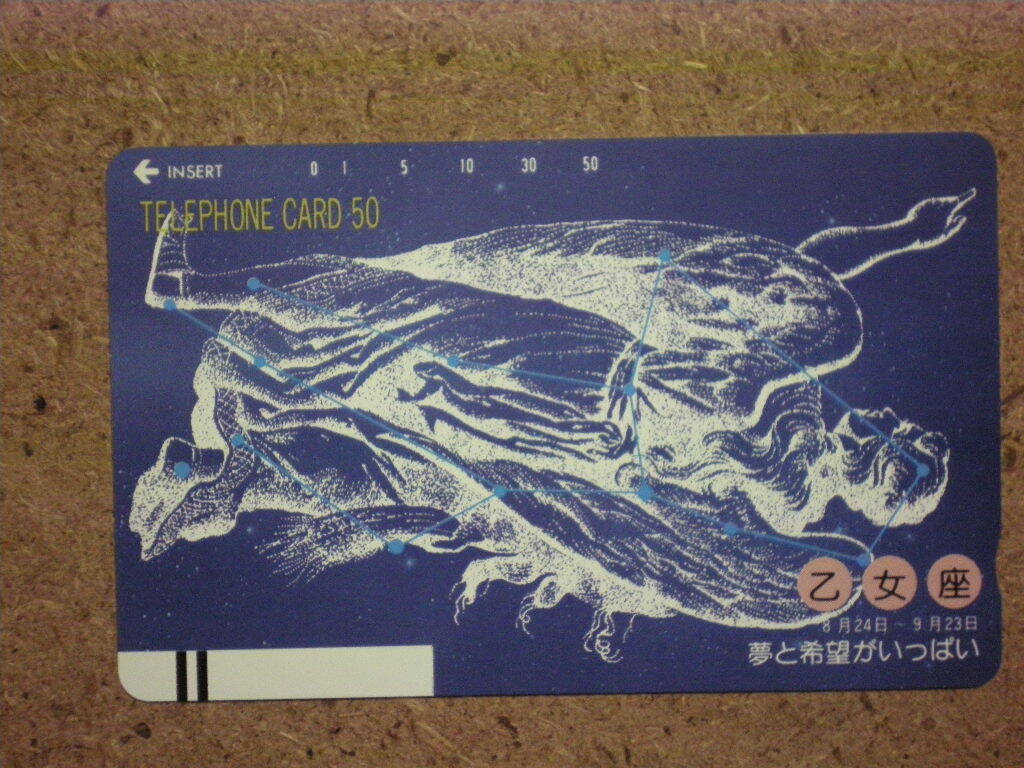 INSERT 0 1 5 10 30 50
TELEPHONE CARD 50
乙女座
8月24日~9月23日
夢と希望がいっぱい